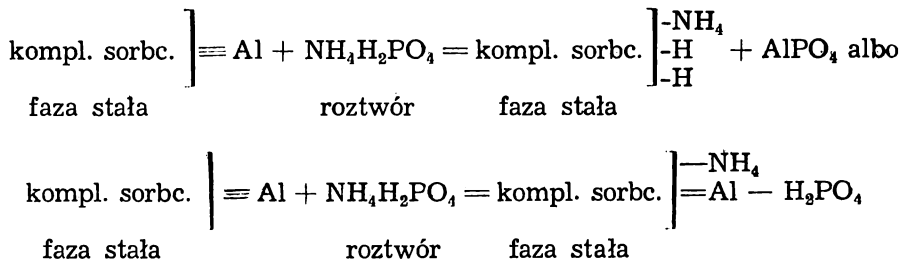 kompl. sorbc. ]≡ Al + NH₄H₂PO₄ = kompl. sorbc. ]-NH₄ -H -H + AlPO₄ albo
faza stała roztwór faza stała
kompl. sorbc. | ≡ Al + NH₄H₂PO₄ = kompl. sorbc. ]—NH₄ =Al — H₂PO₄
faza stała roztwór faza stała